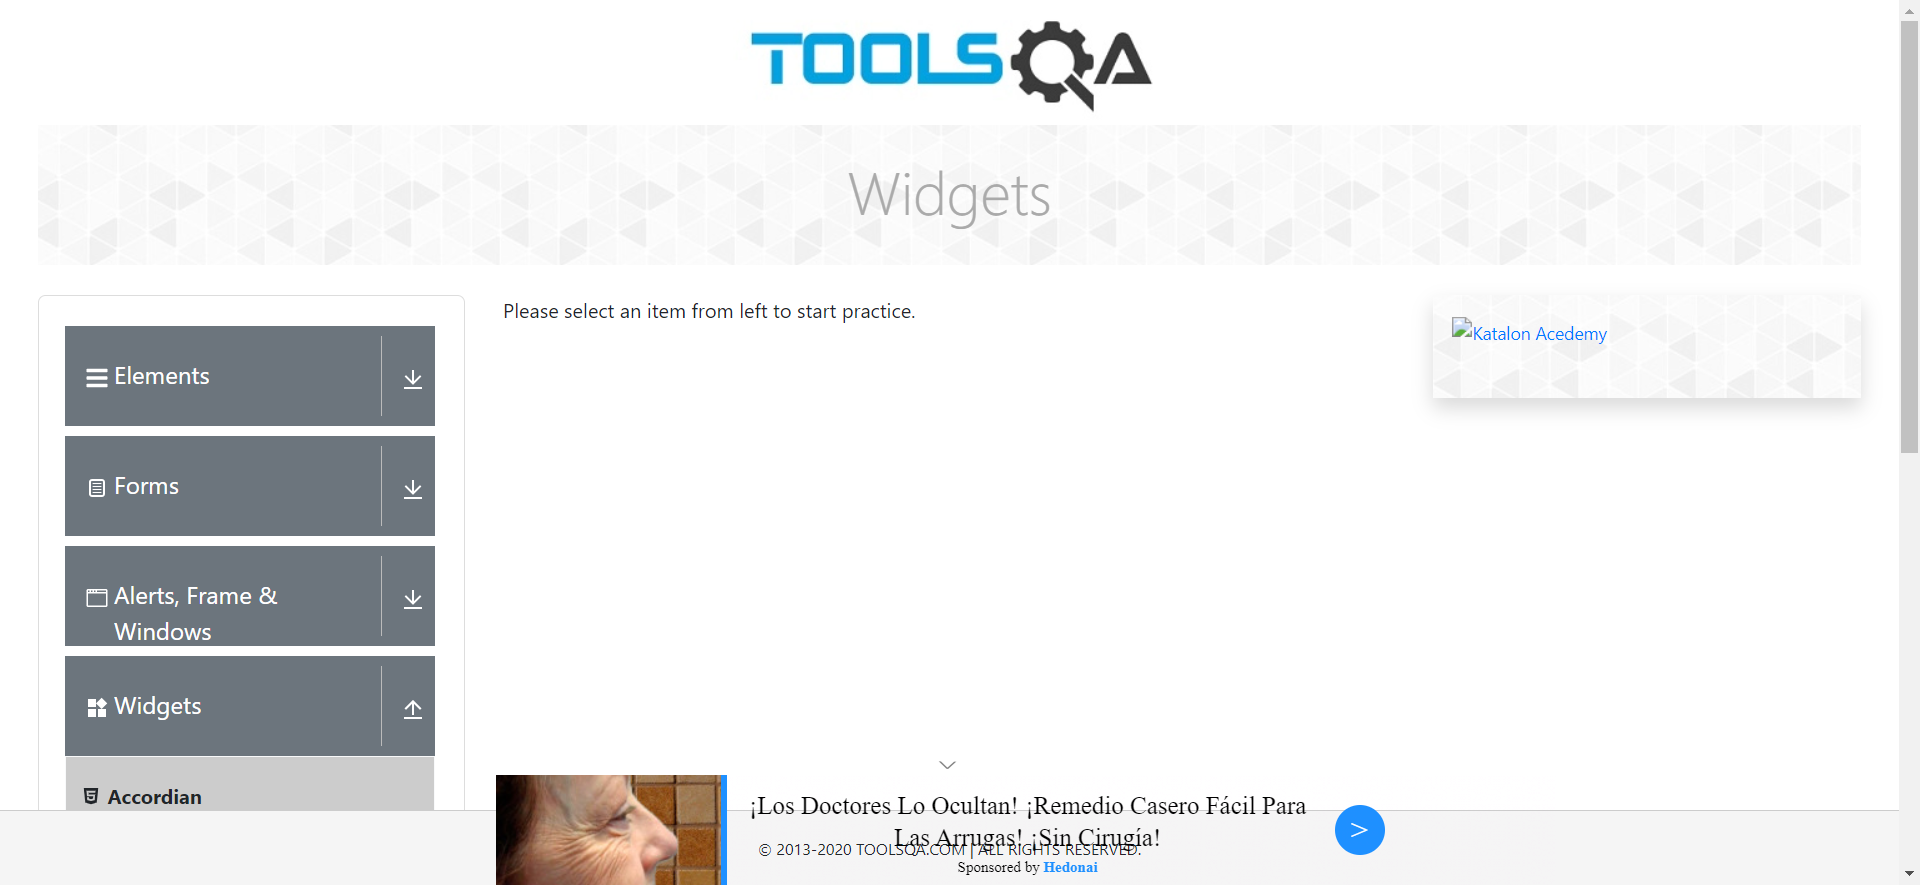 TOOLSQA
Widgets
Please select an item from left to start practice.
Katalon Acedemy
Elements
Forms
Alerts, Frame &
Windows
Widgets
Accordian
¡Los Doctores Lo Ocultan! ¡Remedio Casero Fácil Para
Las Arrugas! ¡Sin Cirugía!
© 2013-2020 TOOLSQA.COM | ALL RIGHTS RESERVED.
Sponsored by Hedonai